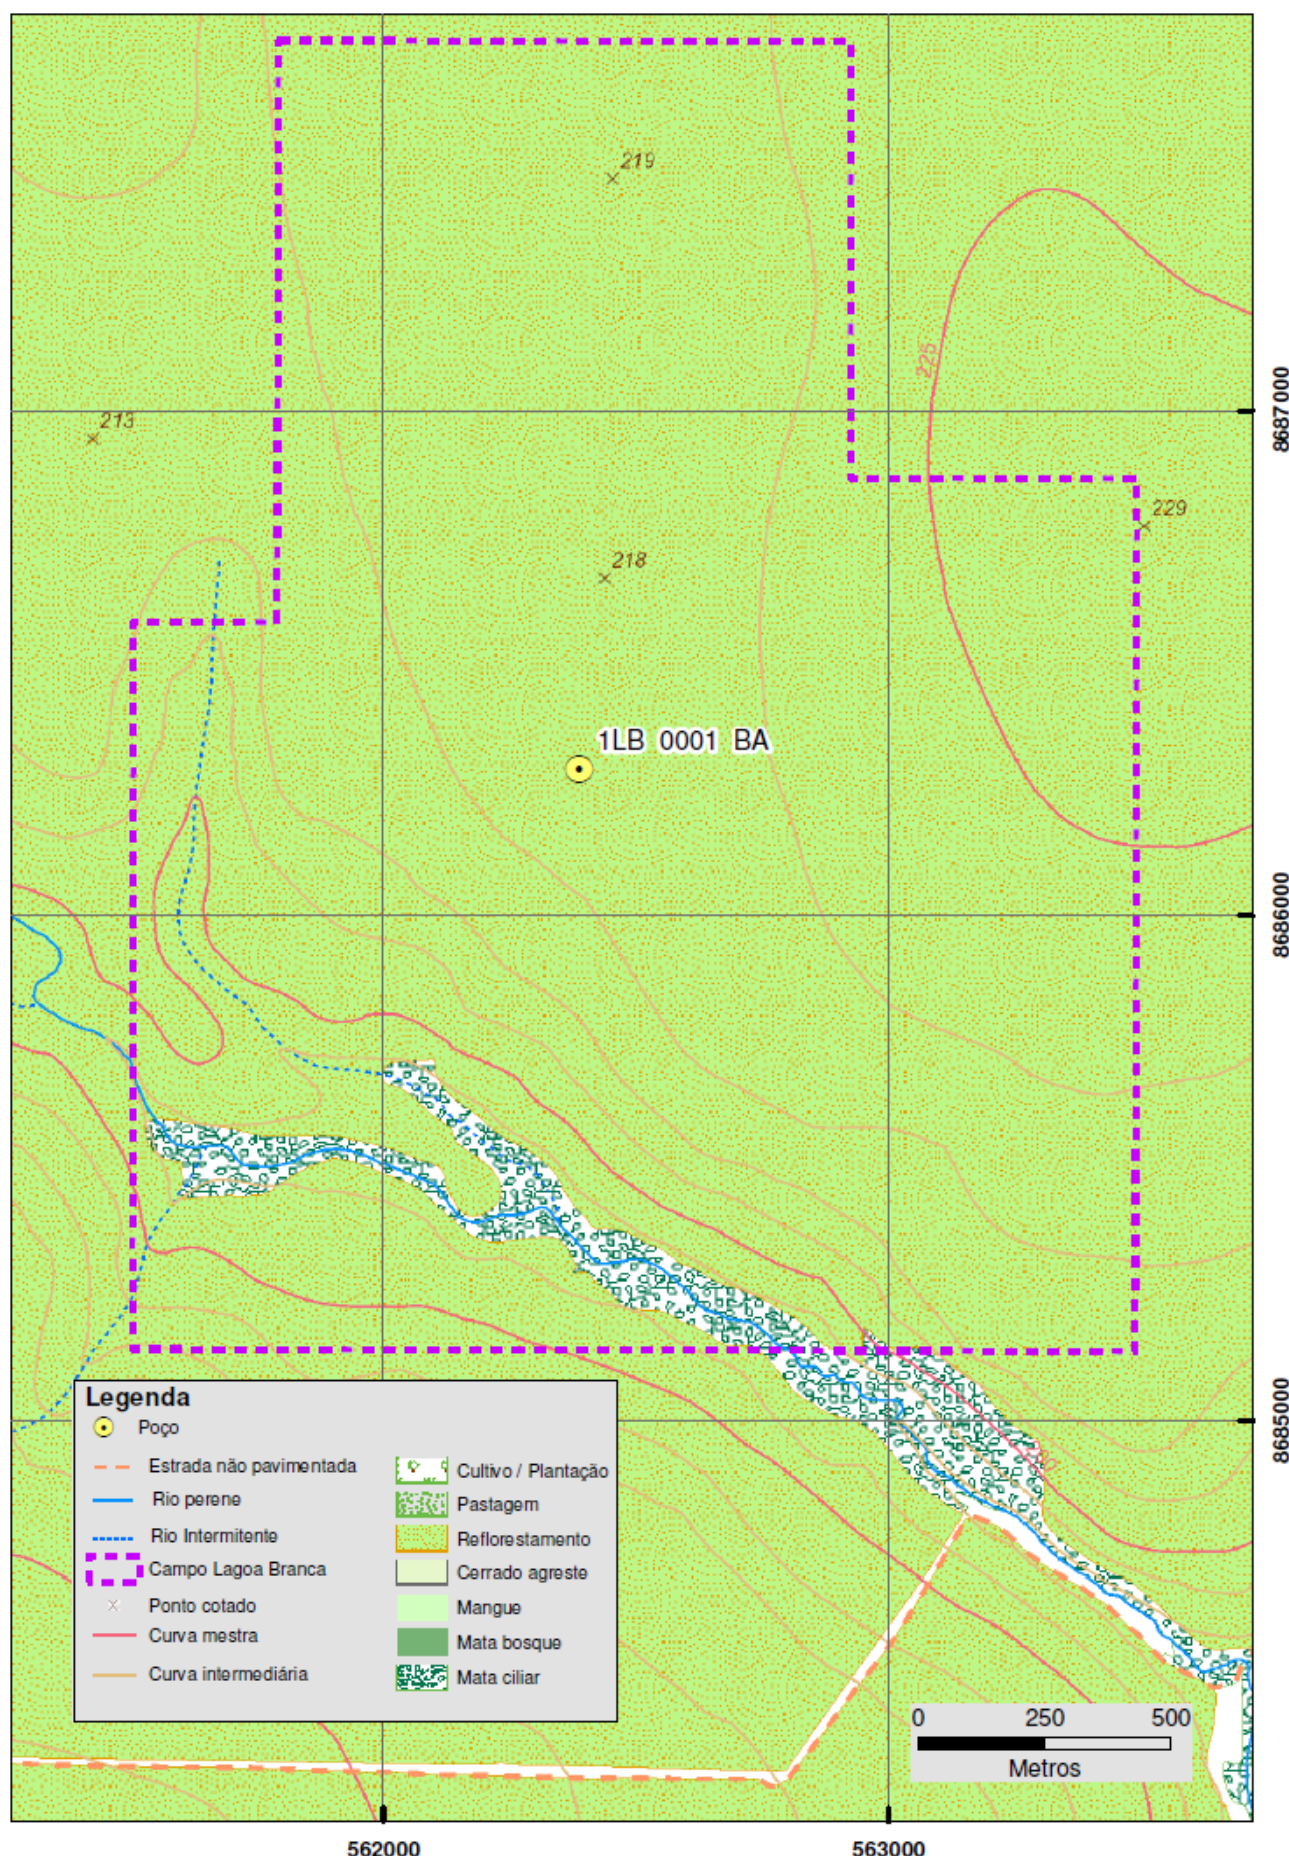 219
225
8687000
213
229
218
1LB 0001 BA
8686000
8685000
Legenda
Poço
Estrada não pavimentada
Rio perene
Rio Intermitente
Campo Lagoa Branca
Ponto cotado
Curva mestra
Curva intermediária
Cultivo / Plantação
Pastagem
Reflorestamento
Cerrado agreste
Mangue
Mata bosque
Mata ciliar
0 250 500
Metros
562000 563000